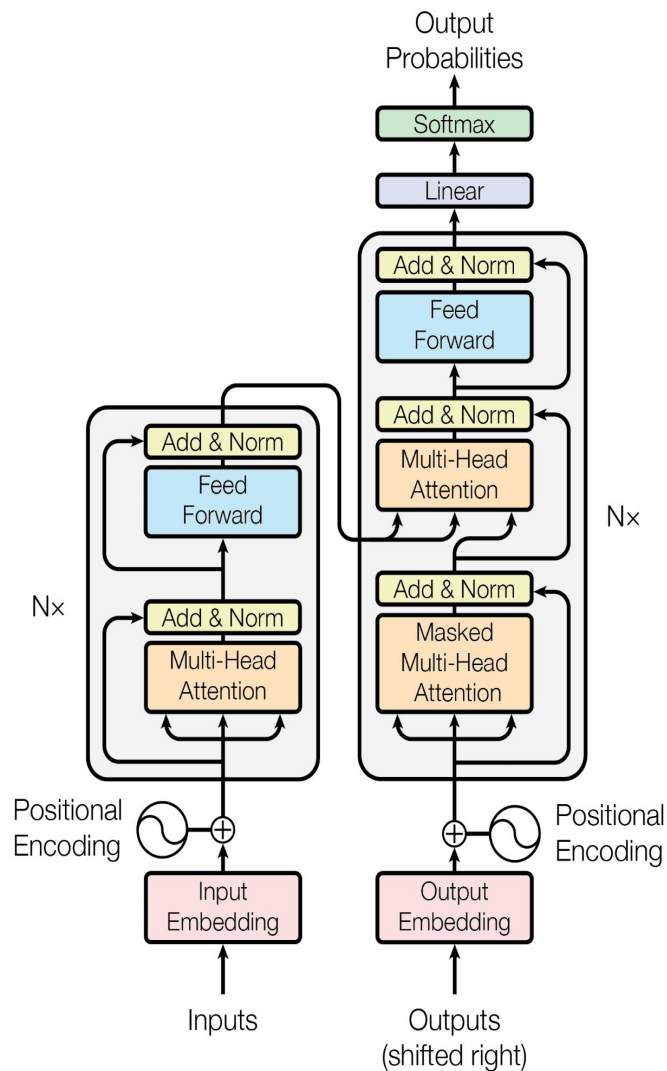 Output
Probabilities
Softmax
Linear
Add & Norm
Feed
Forward
Add & Norm
Multi-Head
Attention
Add & Norm
Masked
Multi-Head
Attention
Nx
Add & Norm
Feed
Forward
Add & Norm
Multi-Head
Attention
Nx
Positional
Encoding
Positional
Encoding
Input
Embedding
Output
Embedding
Inputs
Outputs
(shifted right)